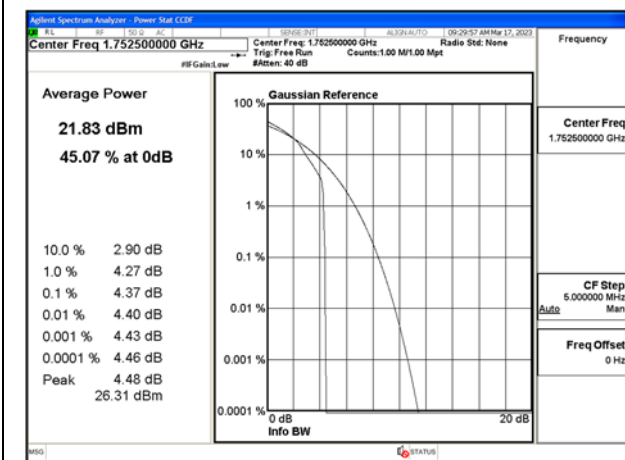 Agilent Spectrum Analyzer - Power Stat CCDF
RL RF 50 Ω AC SENSE:INT ALIGN AUTO 09:29:57 AM Mar 17, 2023
Center Freq 1.752500000 GHz
Center Freq: 1.752500000 GHz Radio Std: None
Trig: Free Run Counts:1.00 M/1.00 Mpt
#IFGain:Low #Atten: 40 dB
Frequency
Average Power
21.83 dBm
45.07 % at 0dB
10.0 % 2.90 dB
1.0 % 4.27 dB
0.1 % 4.37 dB
0.01 % 4.40 dB
0.001 % 4.43 dB
0.0001 % 4.46 dB
Peak 4.48 dB
26.31 dBm
Gaussian Reference
100 %
10 %
1 %
0.1 %
0.01 %
0.001 %
0.0001 %
0 dB 20 dB
Info BW
Center Freq
1.752500000 GHz
CF Step
5.000000 MHz
Auto Man
Freq Offset
0 Hz
MSG STATUS